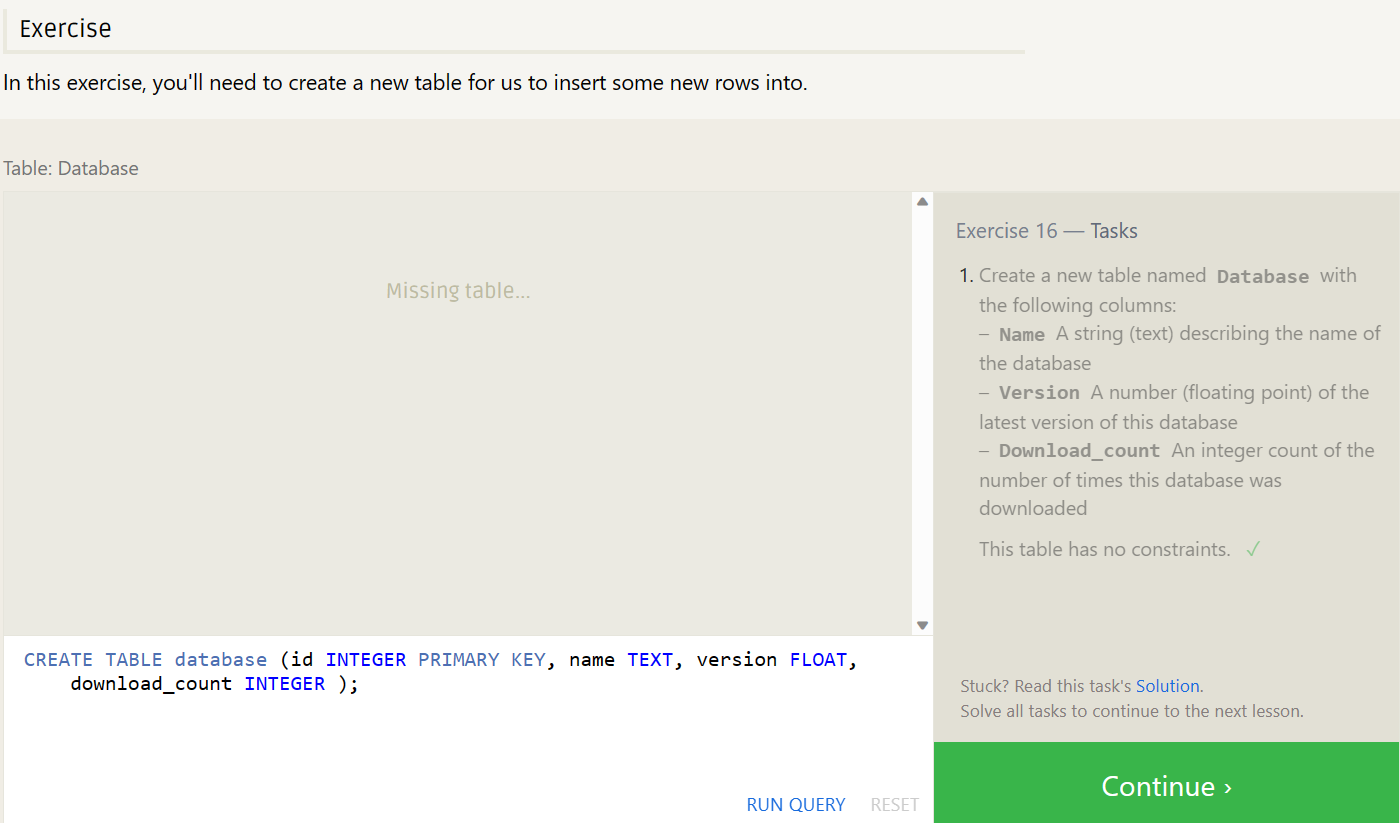 Exercise
In this exercise, you'll need to create a new table for us to insert some new rows into.
Table: Database
Missing table...
CREATE TABLE database (id INTEGER PRIMARY KEY, name TEXT, version FLOAT,
download_count INTEGER );
RUN QUERY RESET
Exercise 16 — Tasks
1. Create a new table named Database with
the following columns:
– Name A string (text) describing the name of
the database
– Version A number (floating point) of the
latest version of this database
– Download_count An integer count of the
number of times this database was
downloaded
This table has no constraints. ✓
Stuck? Read this task's Solution.
Solve all tasks to continue to the next lesson.
Continue ›